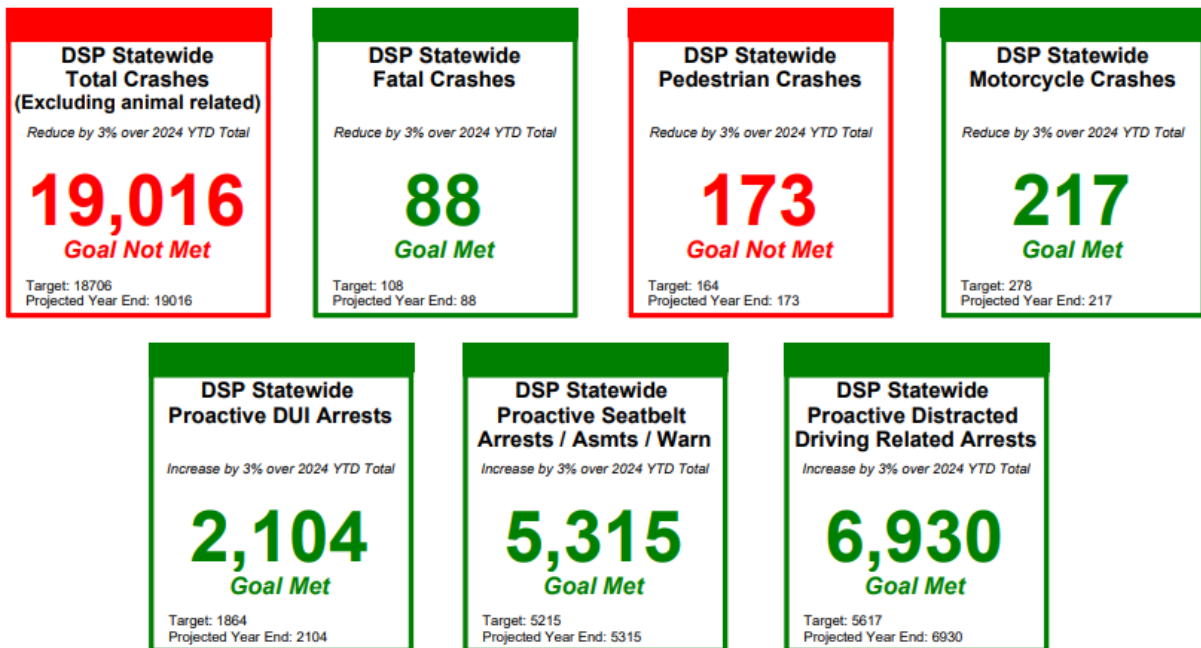 DSP Statewide
Total Crashes
(Excluding animal related)
Reduce by 3% over 2024 YTD Total
19,016
Goal Not Met
Target: 18706
Projected Year End: 19016
DSP Statewide
Fatal Crashes
Reduce by 3% over 2024 YTD Total
88
Goal Met
Target: 108
Projected Year End: 88
DSP Statewide
Pedestrian Crashes
Reduce by 3% over 2024 YTD Total
173
Goal Not Met
Target: 164
Projected Year End: 173
DSP Statewide
Motorcycle Crashes
Reduce by 3% over 2024 YTD Total
217
Goal Met
Target: 278
Projected Year End: 217
DSP Statewide
Proactive DUI Arrests
Increase by 3% over 2024 YTD Total
2,104
Goal Met
Target: 1864
Projected Year End: 2104
DSP Statewide
Proactive Seatbelt
Arrests / Asmts / Warn
Increase by 3% over 2024 YTD Total
5,315
Goal Met
Target: 5215
Projected Year End: 5315
DSP Statewide
Proactive Distracted
Driving Related Arrests
Increase by 3% over 2024 YTD Total
6,930
Goal Met
Target: 5617
Projected Year End: 6930